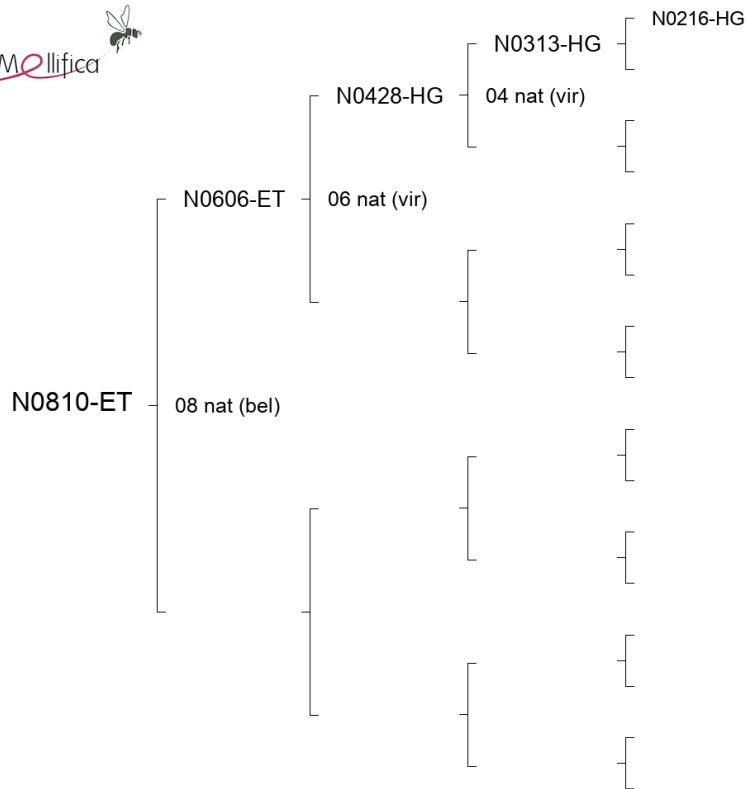 N0216-HG
Mellifica
N0313-HG
N0428-HG
04 nat (vir)
N0606-ET
06 nat (vir)
N0810-ET
08 nat (bel)